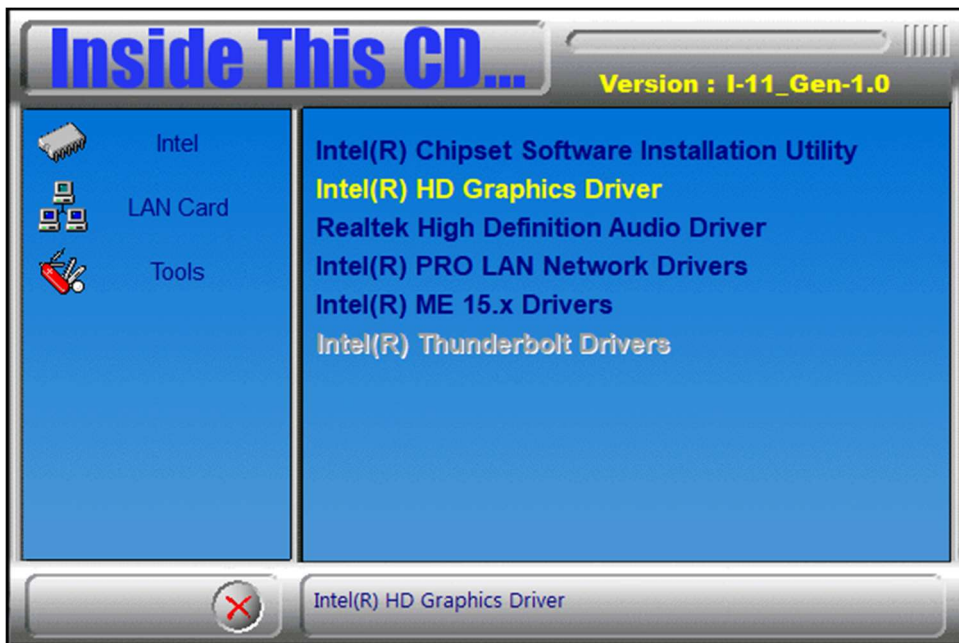 Inside This CD...
Version : I-11_Gen-1.0
Intel
LAN Card
Tools
Intel(R) Chipset Software Installation Utility
Intel(R) HD Graphics Driver
Realtek High Definition Audio Driver
Intel(R) PRO LAN Network Drivers
Intel(R) ME 15.x Drivers
Intel(R) Thunderbolt Drivers
Intel(R) HD Graphics Driver